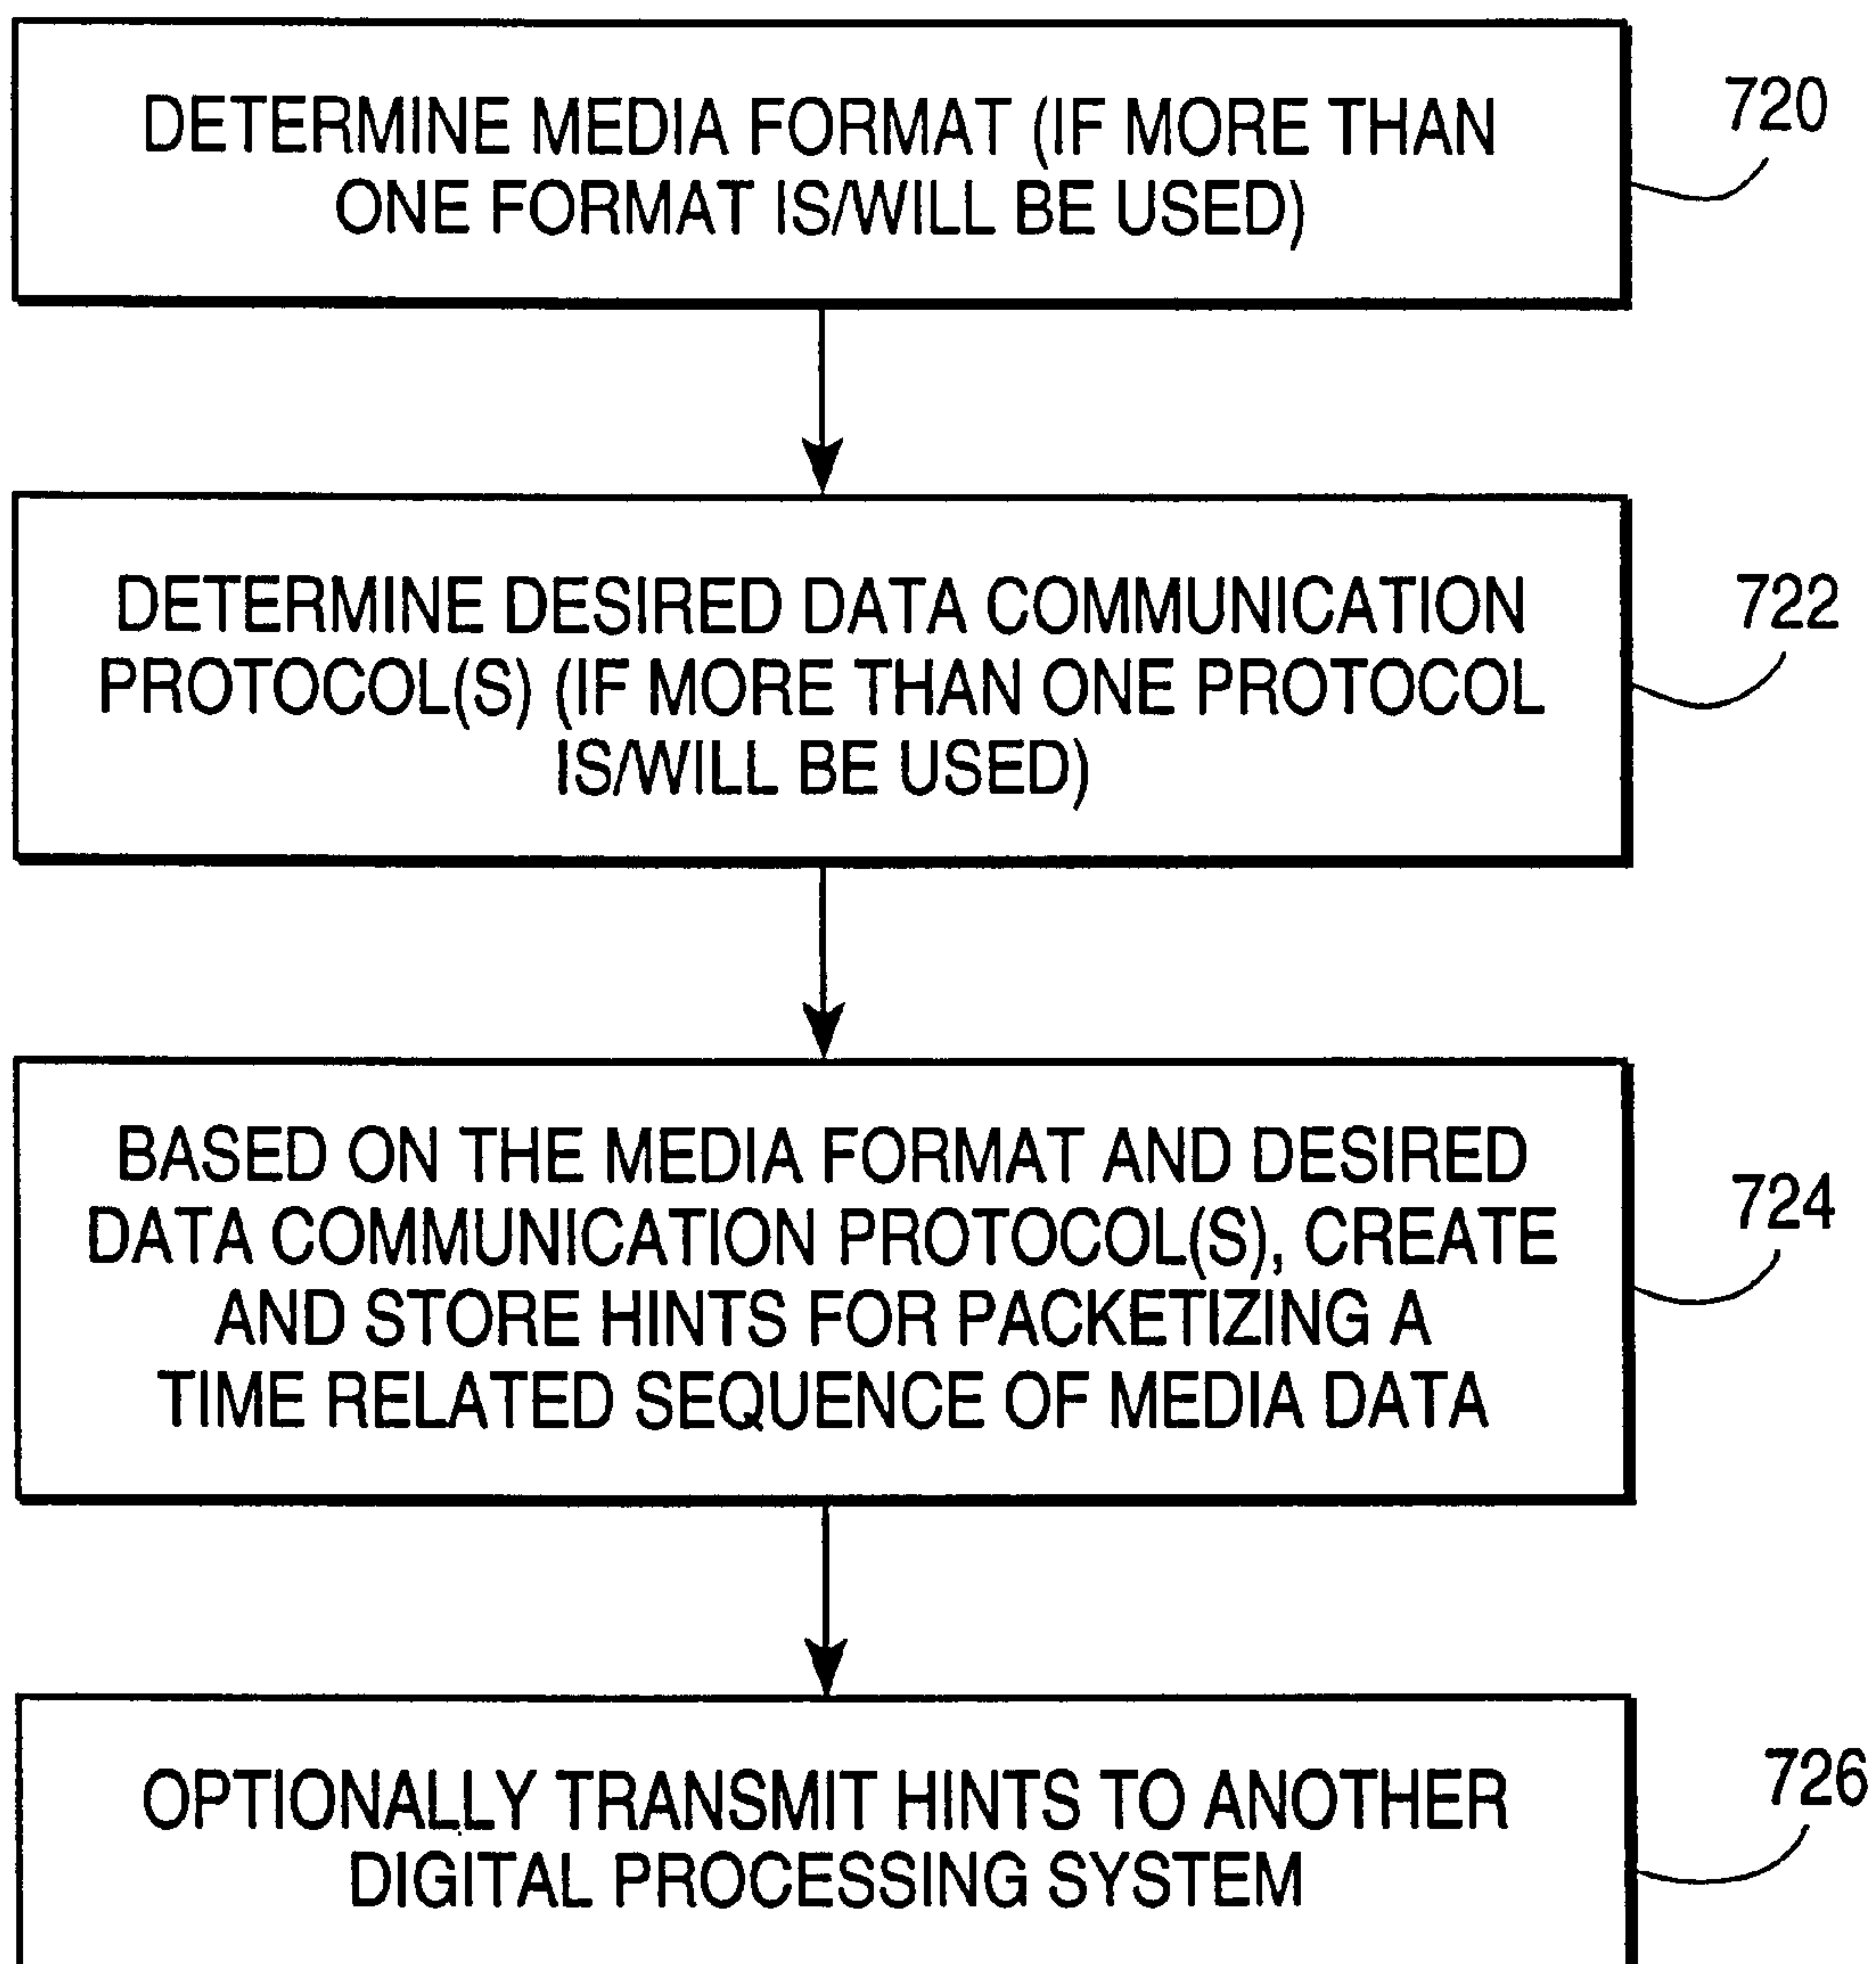 DETERMINE MEDIA FORMAT (IF MORE THAN
ONE FORMAT IS/WILL BE USED)
720
DETERMINE DESIRED DATA COMMUNICATION
PROTOCOL(S) (IF MORE THAN ONE PROTOCOL
IS/WILL BE USED)
722
BASED ON THE MEDIA FORMAT AND DESIRED
DATA COMMUNICATION PROTOCOL(S), CREATE
AND STORE HINTS FOR PACKETIZING A
TIME RELATED SEQUENCE OF MEDIA DATA
724
OPTIONALLY TRANSMIT HINTS TO ANOTHER
DIGITAL PROCESSING SYSTEM
726